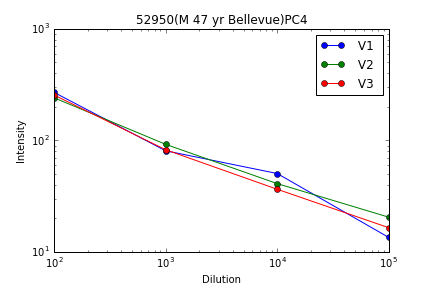 52950(M 47 yr Bellevue)PC4
10³
10²
10¹
Intensity
10² 10³ 10⁴ 10⁵
Dilution
V1
V2
V3